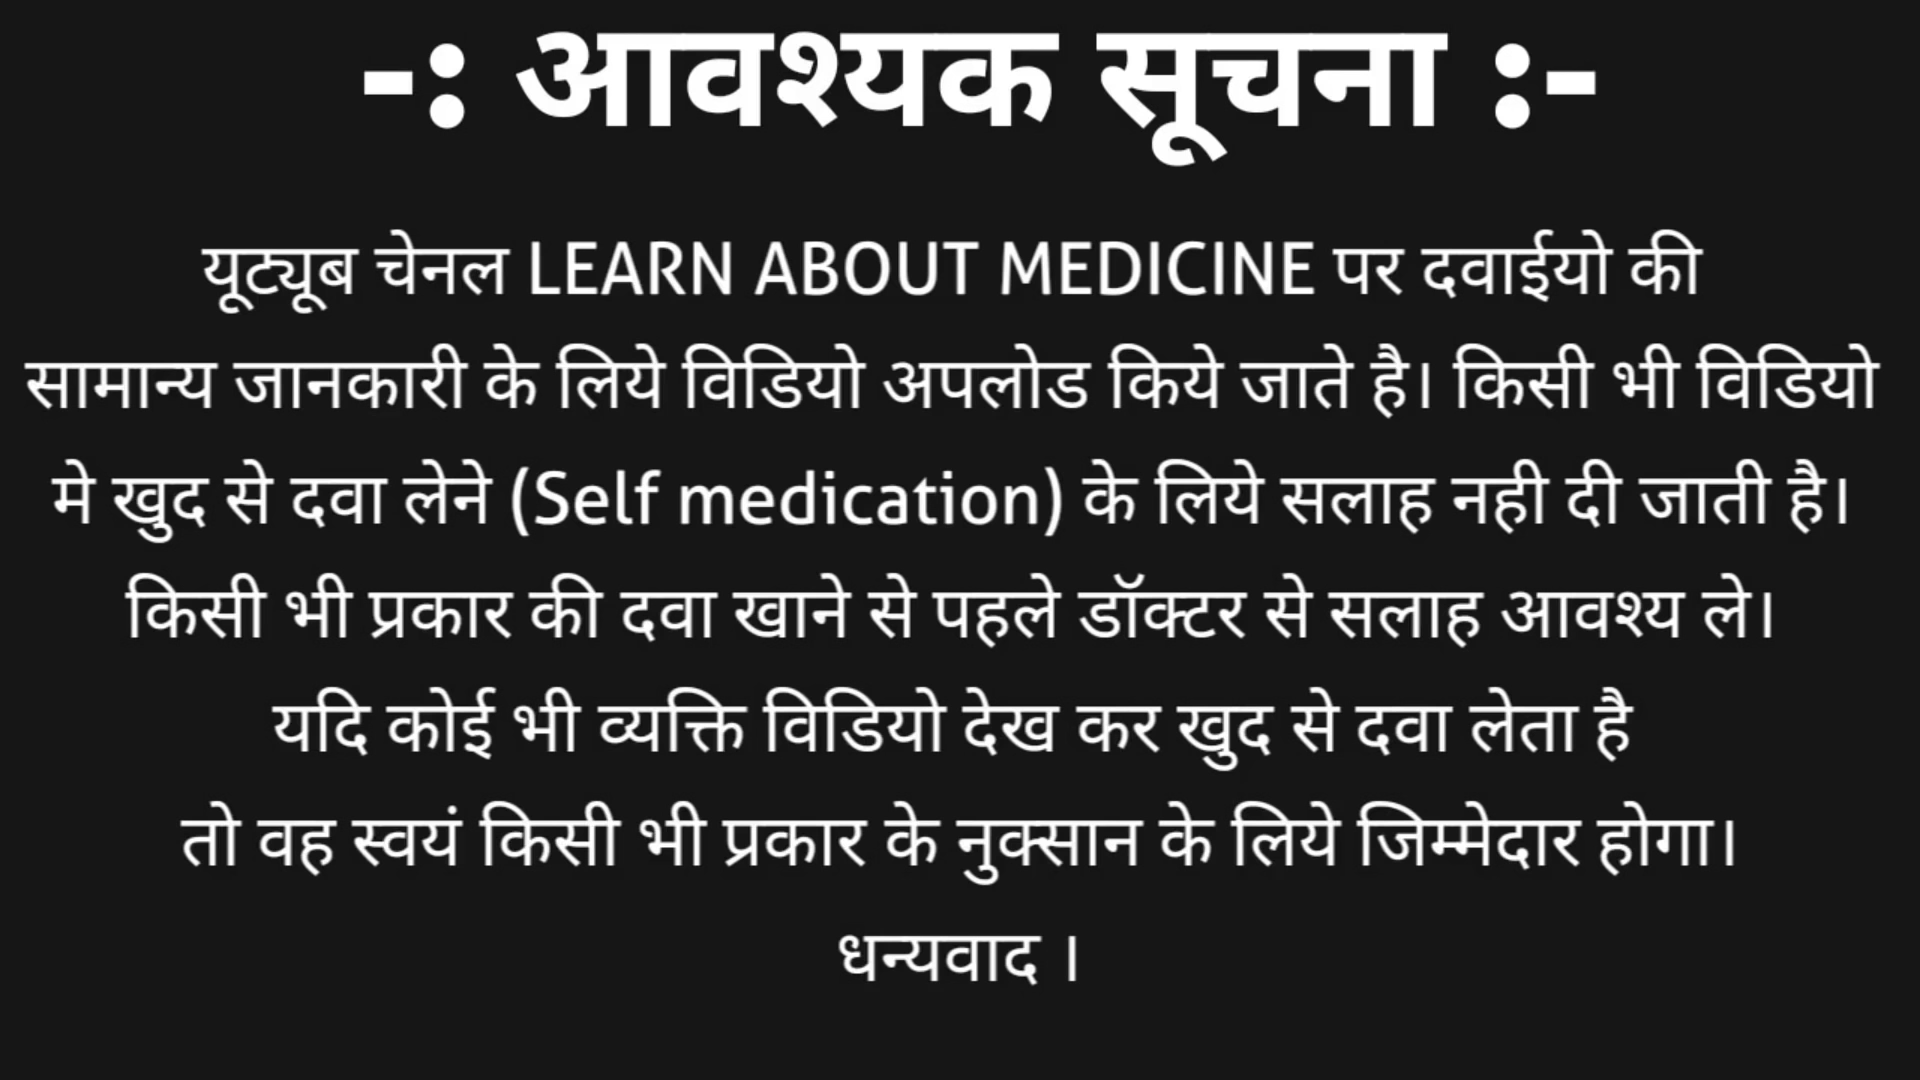 -: आवश्यक सूचना :-
यूट्यूब चेनल LEARN ABOUT MEDICINE पर दवाईयो की
सामान्य जानकारी के लिये विडियो अपलोड किये जाते है। किसी भी विडियो
मे खुद से दवा लेने (Self medication) के लिये सलाह नही दी जाती है।
किसी भी प्रकार की दवा खाने से पहले डॉक्टर से सलाह आवश्य ले।
यदि कोई भी व्यक्ति विडियो देख कर खुद से दवा लेता है
तो वह स्वयं किसी भी प्रकार के नुक्सान के लिये जिम्मेदार होगा।
धन्यवाद ।